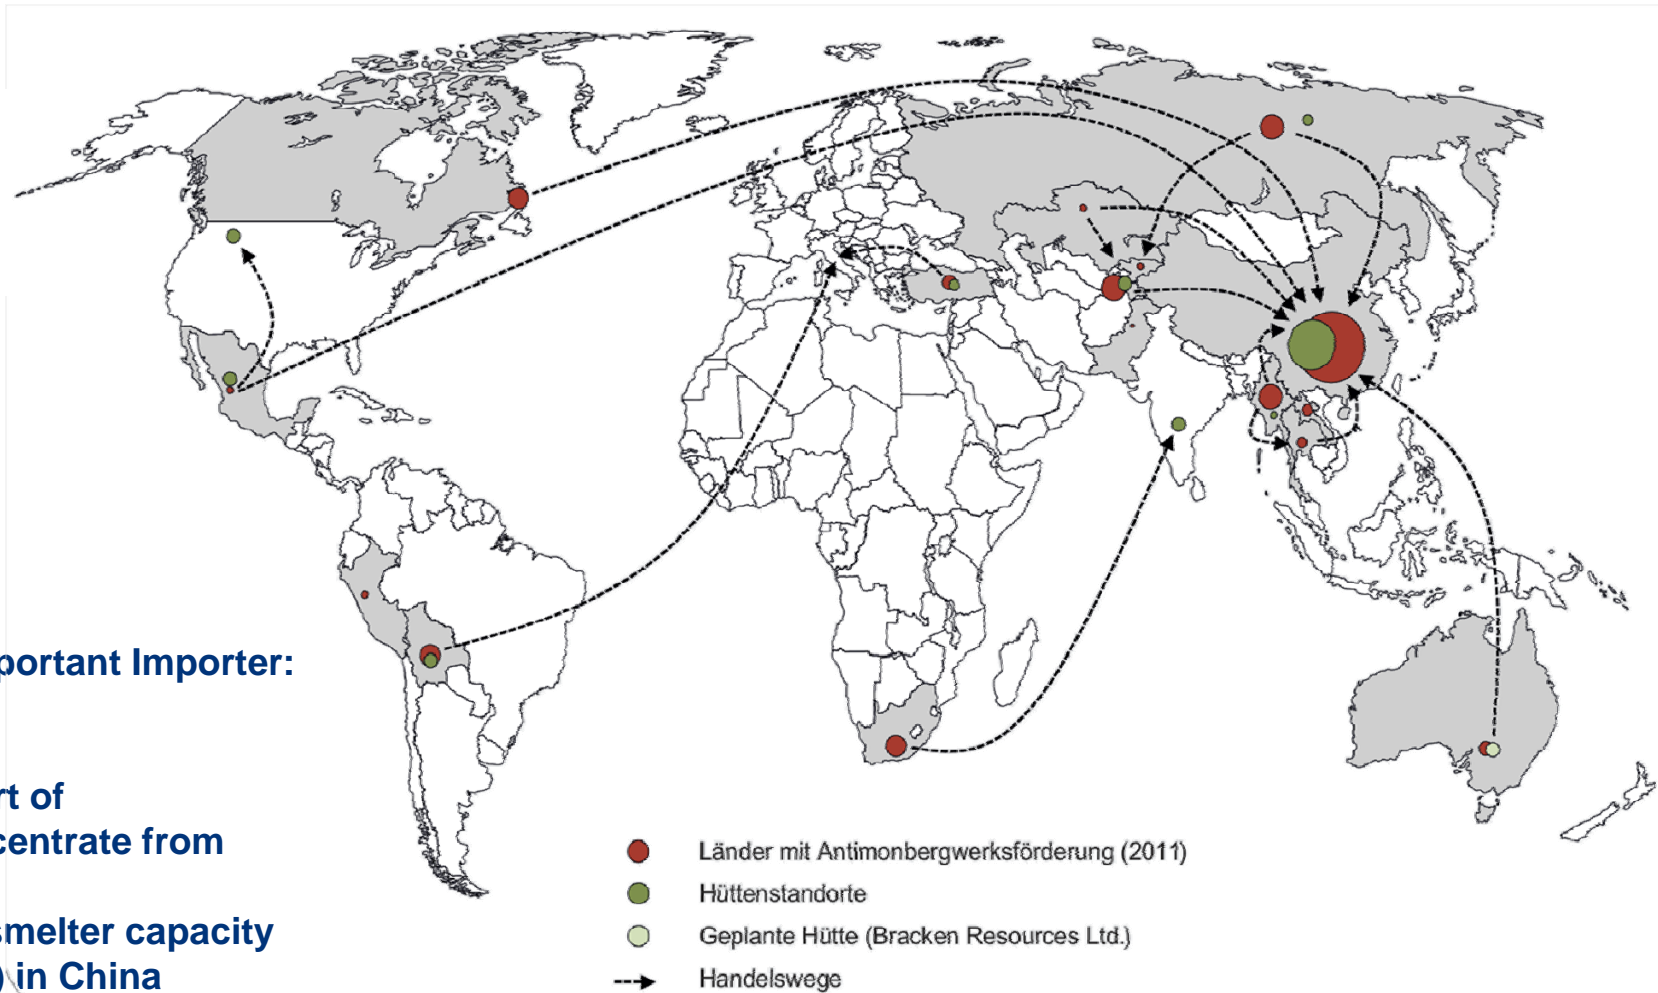 portant Importer:
rt of
centrate from
smelter capacity
) in China
Länder mit Antimonbergwerksförderung (2011)
Hüttenstandorte
Geplante Hütte (Bracken Resources Ltd.)
Handelswege